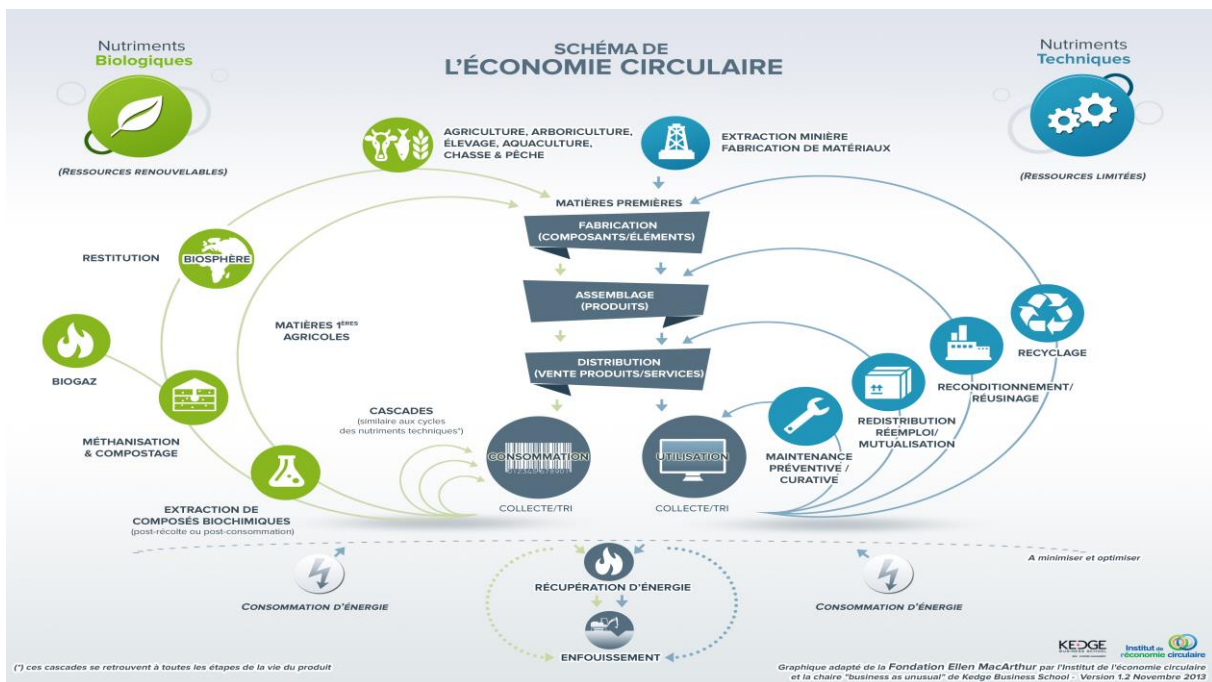 Nutriments
Biologiques
(RESSOURCES RENOUVELABLES)
SCHÉMA DE
L'ÉCONOMIE CIRCULAIRE
Nutriments
Techniques
(RESSOURCES LIMITÉES)
AGRICULTURE, ARBORICULTURE,
ÉLEVAGE, AQUACULTURE,
CHASSE & PÊCHE
EXTRACTION MINIÈRE
FABRICATION DE MATÉRIAUX
MATIÈRES PREMIÈRES
FABRICATION
(COMPOSANTS/ÉLÉMENTS)
ASSEMBLAGE
(PRODUITS)
DISTRIBUTION
(VENTE PRODUITS/SERVICES)
CONSOMMATION
COLLECTE/TRI
UTILISATION
COLLECTE/TRI
RESTITUTION
BIOSPHÈRE
BIOGAZ
MATIÈRES 1ÈRES
AGRICOLES
MÉTHANISATION
& COMPOSTAGE
CASCADES
(similaire aux cycles
des nutriments techniques*)
EXTRACTION DE
COMPOSÉS BIOCHIMIQUES
(post-récolte ou post-consommation)
MAINTENANCE
PRÉVENTIVE /
CURATIVE
REDISTRIBUTION
RÉEMPLOI/
MUTUALISATION
RECONDITIONNEMENT/
RÉUSINAGE
RECYCLAGE
A minimiser et optimiser
CONSOMMATION D'ÉNERGIE
RÉCUPÉRATION D'ÉNERGIE
ENFOUISSEMENT
CONSOMMATION D'ÉNERGIE
KEDGE
BUSINESS SCHOOL
Institut de
l'économie circulaire
(*) ces cascades se retrouvent à toutes les étapes de la vie du produit
Graphique adapté de la Fondation Ellen MacArthur par l'Institut de l'économie circulaire
et la chaire "business as unusual" de Kedge Business School - Version 1.2 Novembre 2013